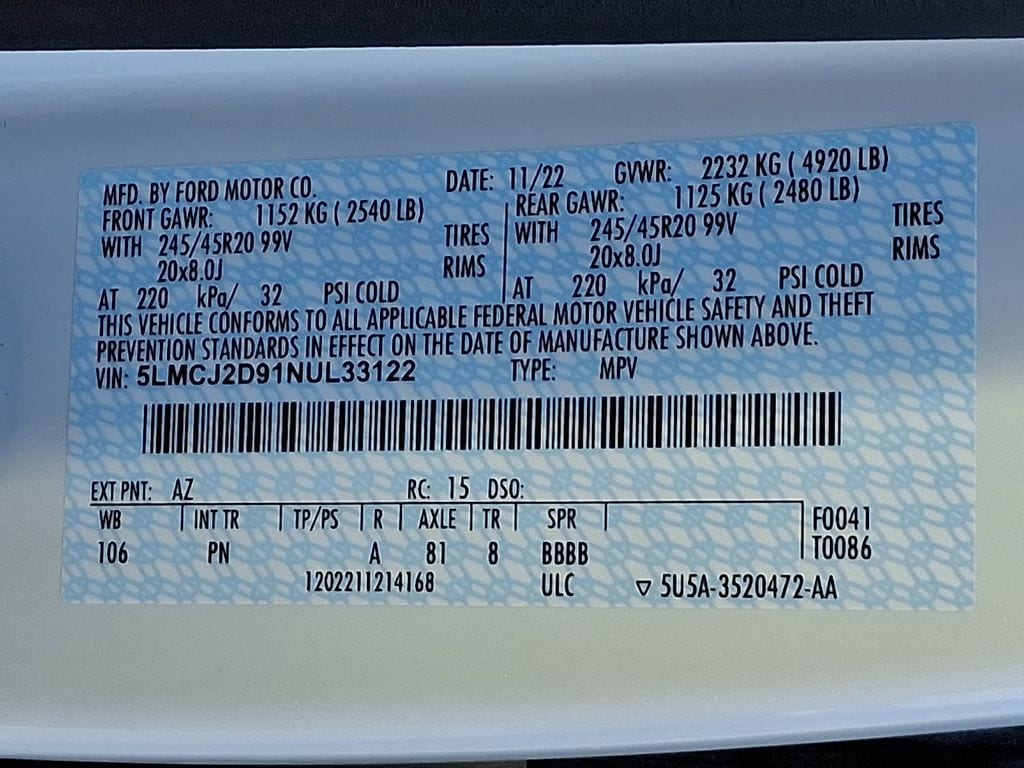 MFD. BY FORD MOTOR CO. DATE: 11/22 GVWR: 2232 KG ( 4920 LB)
FRONT GAWR: 1152 KG ( 2540 LB) REAR GAWR: 1125 KG ( 2480 LB)
WITH 245/45R20 99V TIRES WITH 245/45R20 99V TIRES
20x8.0J RIMS 20x8.0J RIMS
AT 220 kPa/ 32 PSI COLD AT 220 kPa/ 32 PSI COLD
THIS VEHICLE CONFORMS TO ALL APPLICABLE FEDERAL MOTOR VEHICLE SAFETY AND THEFT
PREVENTION STANDARDS IN EFFECT ON THE DATE OF MANUFACTURE SHOWN ABOVE.
VIN: 5LMCJ2D91NUL33122 TYPE: MPV
EXT PNT: AZ RC: 15 DSO:
WB INT TR TP/PS R AXLE TR SPR F0041
106 PN A 81 8 BBBB T0086
1202211214168 ULC ▽ 5U5A-3520472-AA